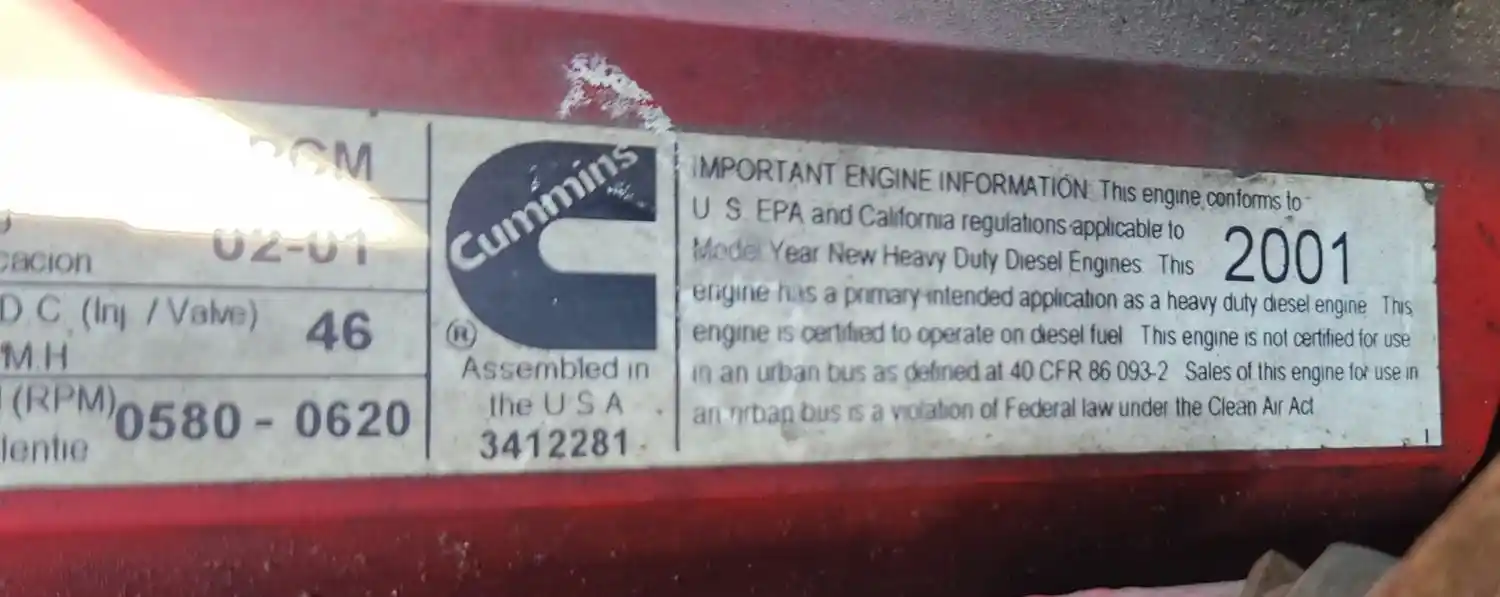 CM
cacion 02-01
D.C. (Inj / Valve) 46
M.H
(RPM) 0580 - 0620
lentie
Cummins
®
Assembled in
the U S A
3412281
IMPORTANT ENGINE INFORMATION This engine conforms to
U S EPA and California regulations applicable to
Model Year New Heavy Duty Diesel Engines This 2001
engine has a primary intended application as a heavy duty diesel engine This
engine is certified to operate on diesel fuel This engine is not certified for use
in an urban bus as defined at 40 CFR 86 093-2 Sales of this engine for use in
an urban bus is a violation of Federal law under the Clean Air Act